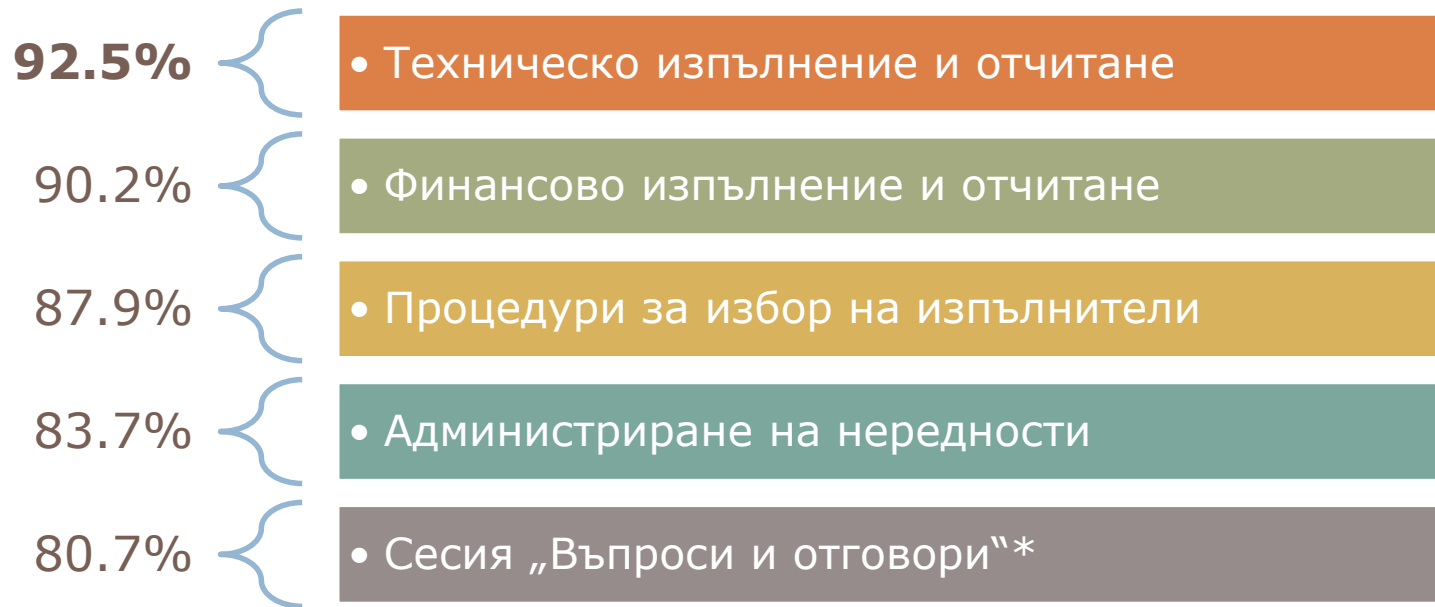 92.5% • Техническо изпълнение и отчитане
90.2% • Финансово изпълнение и отчитане
87.9% • Процедури за избор на изпълнители
83.7% • Администриране на нередности
80.7% • Сесия „Въпроси и отговори“*